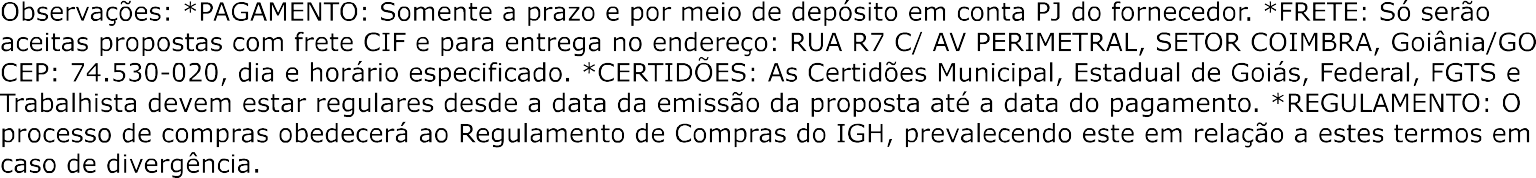 Observações: *PAGAMENTO: Somente a prazo e por meio de depósito em conta PJ do fornecedor. *FRETE: Só serão
aceitas propostas com frete CIF e para entrega no endereço: RUA R7 C/ AV PERIMETRAL, SETOR COIMBRA, Goiânia/GO
CEP: 74.530-020, dia e horário especificado. *CERTIDÕES: As Certidões Municipal, Estadual de Goiás, Federal, FGTS e
Trabalhista devem estar regulares desde a data da emissão da proposta até a data do pagamento. *REGULAMENTO: O
processo de compras obedecerá ao Regulamento de Compras do IGH, prevalecendo este em relação a estes termos em
caso de divergência.